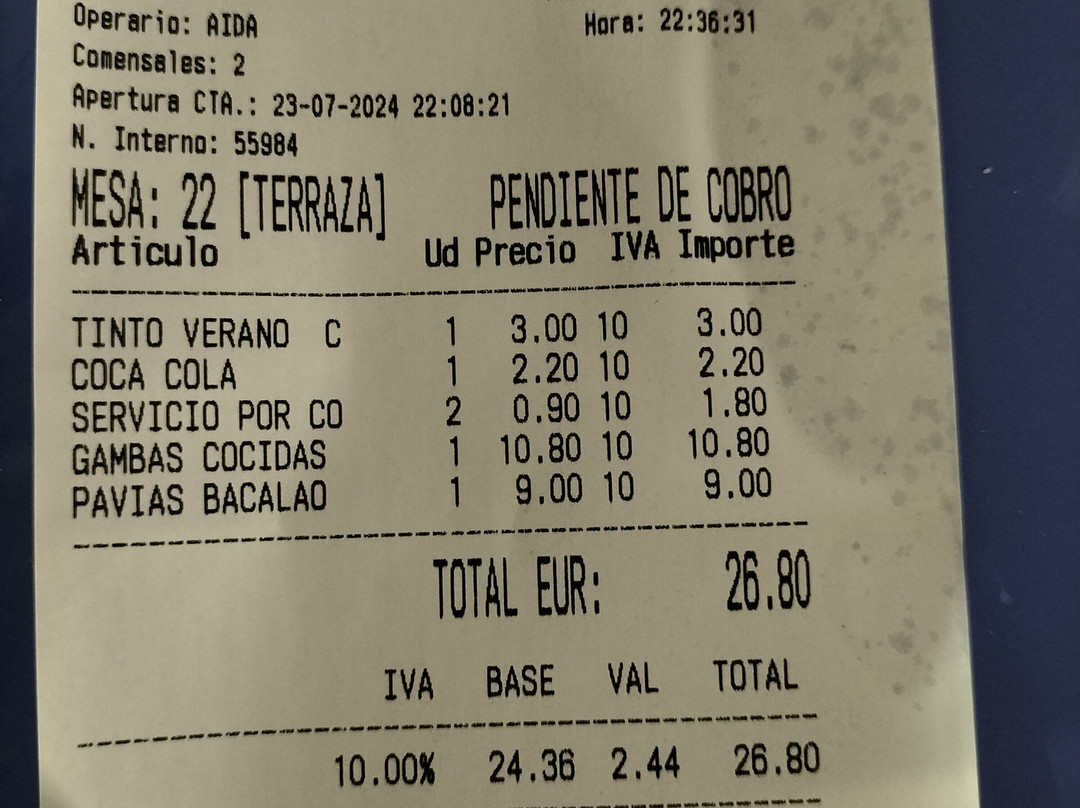 Operario: AIDA Hora: 22:36:31
Comensales: 2
Apertura CTA.: 23-07-2024 22:08:21
N. Interno: 55984
MESA: 22 [TERRAZA] PENDIENTE DE COBRO
Articulo Ud Precio IVA Importe
TINTO VERANO C 1 3.00 10 3.00
COCA COLA 1 2.20 10 2.20
SERVICIO POR CO 2 0.90 10 1.80
GAMBAS COCIDAS 1 10.80 10 10.80
PAVIAS BACALAO 1 9.00 10 9.00
TOTAL EUR: 26.80
IVA BASE VAL TOTAL
10.00% 24.36 2.44 26.80